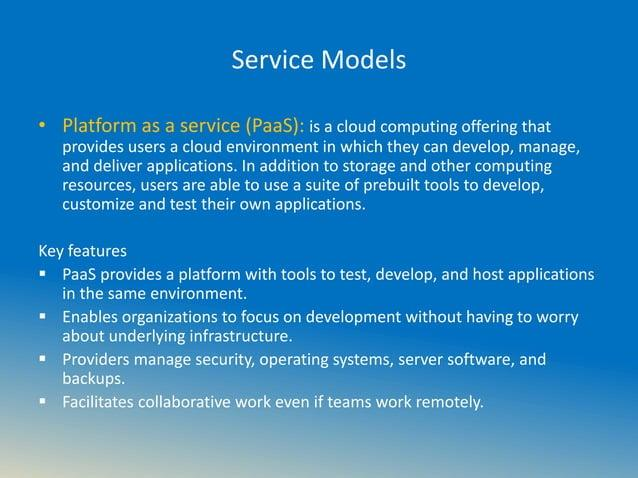 Service Models
• Platform as a service (PaaS): is a cloud computing offering that
provides users a cloud environment in which they can develop, manage,
and deliver applications. In addition to storage and other computing
resources, users are able to use a suite of prebuilt tools to develop,
customize and test their own applications.
Key features
▪ PaaS provides a platform with tools to test, develop, and host applications
in the same environment.
▪ Enables organizations to focus on development without having to worry
about underlying infrastructure.
▪ Providers manage security, operating systems, server software, and
backups.
▪ Facilitates collaborative work even if teams work remotely.